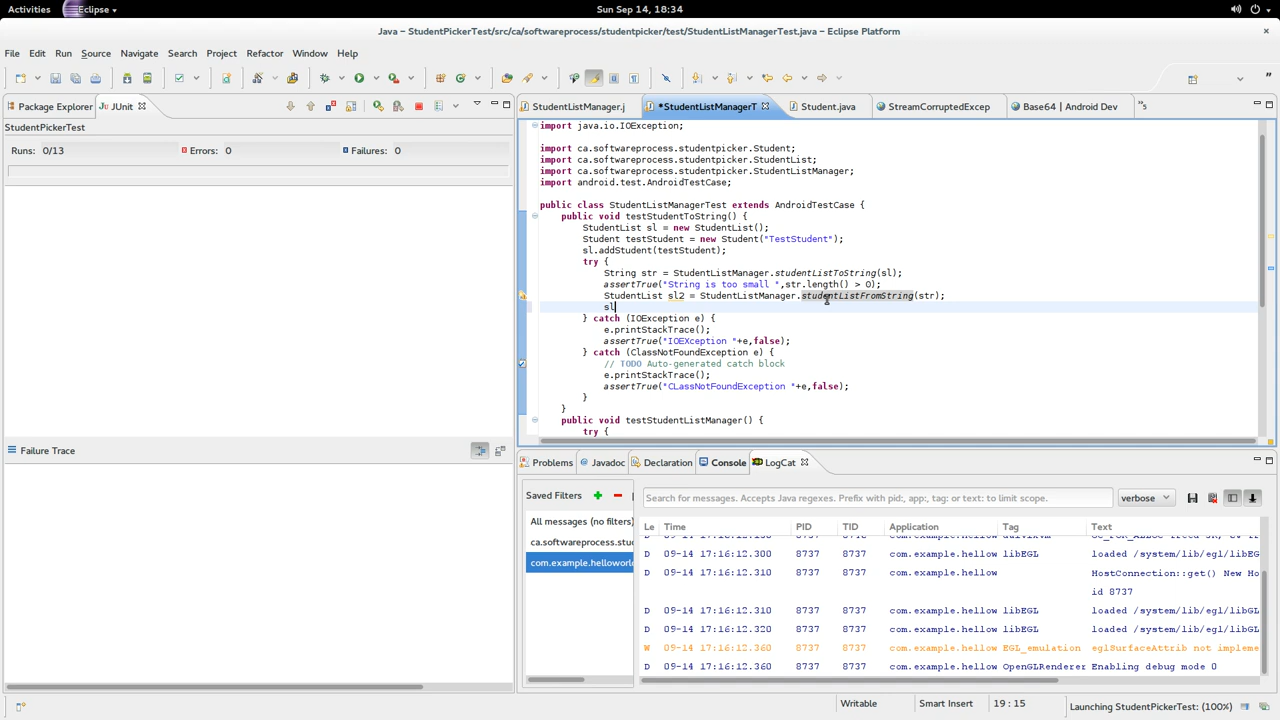 Activities Eclipse Sun Sep 14, 18:34
Java – StudentPickerTest/src/ca/softwareprocess/studentpicker/test/StudentListManagerTest.java – Eclipse Platform
File Edit Run Source Navigate Search Project Refactor Window Help
Package Explorer JUnit
StudentListManager.j *StudentListManagerT Student.java StreamCorruptedExcep Base64 | Android Dev »5
StudentPickerTest
Runs: 0/13 Errors: 0 Failures: 0
import java.io.IOException;
import ca.softwareprocess.studentpicker.Student;
import ca.softwareprocess.studentpicker.StudentList;
import ca.softwareprocess.studentpicker.StudentListManager;
import android.test.AndroidTestCase;
public class StudentListManagerTest extends AndroidTestCase {
public void testStudentToString() {
StudentList sl = new StudentList();
Student testStudent = new Student("TestStudent");
sl.addStudent(testStudent);
try {
String str = StudentListManager.studentListToString(sl);
assertTrue("String is too small ",str.length() > 0);
StudentList sl2 = StudentListManager.studentListFromString(str);
sl
} catch (IOException e) {
e.printStackTrace();
assertTrue("IOEXception "+e,false);
} catch (ClassNotFoundException e) {
// TODO Auto-generated catch block
e.printStackTrace();
assertTrue("CLassNotFoundException "+e,false);
}
}
public void testStudentListManager() {
try {
Failure Trace
Problems Javadoc Declaration Console LogCat
Saved Filters
All messages (no filters)
ca.softwareprocess.stud
com.example.helloworld
Search for messages. Accepts Java regexes. Prefix with pid:, app:, tag: or text: to limit scope. verbose
Le Time PID TID Application Tag Text
D 09-14 17:16:12.300 8737 8737 com.example.hellow libEGL loaded /system/lib/egl/libEG
D 09-14 17:16:12.310 8737 8737 com.example.hellow HostConnection::get() New Ho
id 8737
D 09-14 17:16:12.310 8737 8737 com.example.hellow libEGL loaded /system/lib/egl/libGL
D 09-14 17:16:12.320 8737 8737 com.example.hellow libEGL loaded /system/lib/egl/libGL
W 09-14 17:16:12.360 8737 8737 com.example.hellow EGL_emulation eglSurfaceAttrib not impleme
D 09-14 17:16:12.360 8737 8737 com.example.hellow OpenGLRenderer Enabling debug mode 0
Writable Smart Insert 19 : 15 Launching StudentPickerTest: (100%)